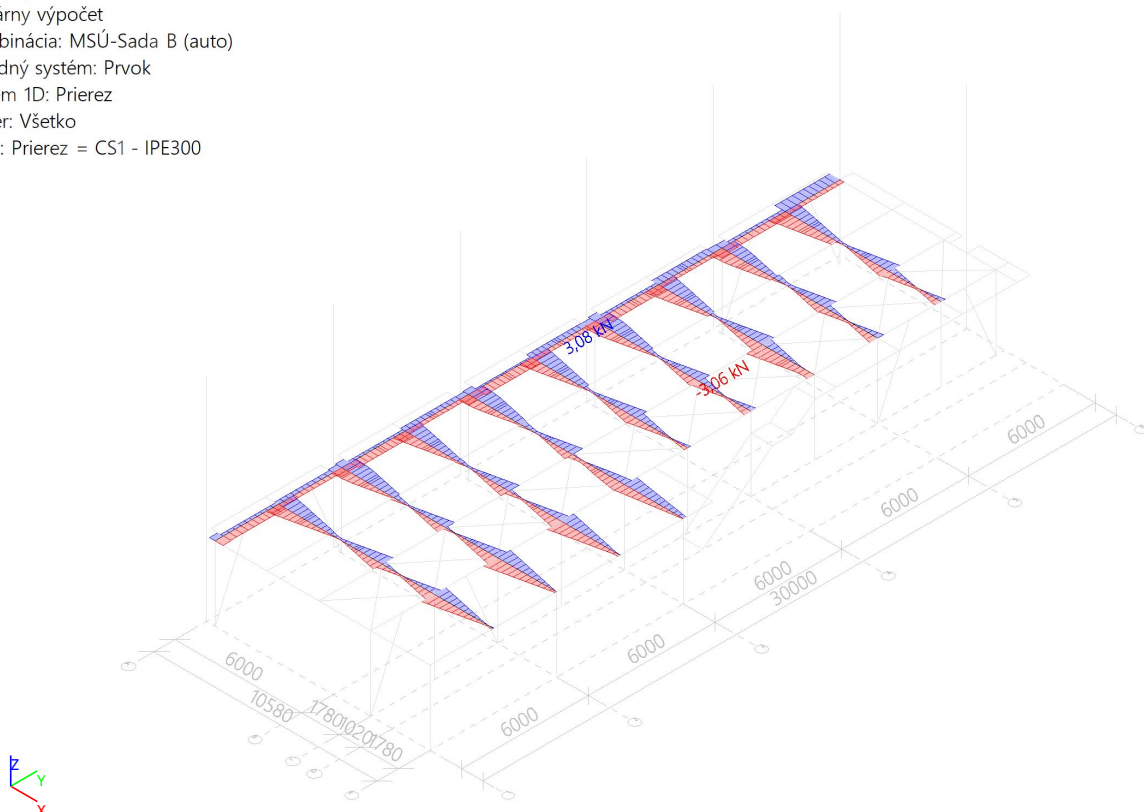 árny výpočet
binácia: MSÚ-Sada B (auto)
dný systém: Prvok
m 1D: Prierez
er: Všetko
: Prierez = CS1 - IPE300
3,08 kN
-3,06 kN
6000
6000
6000
30000
6000
6000
6000
10580
1780
1020
1780
Z
Y
X